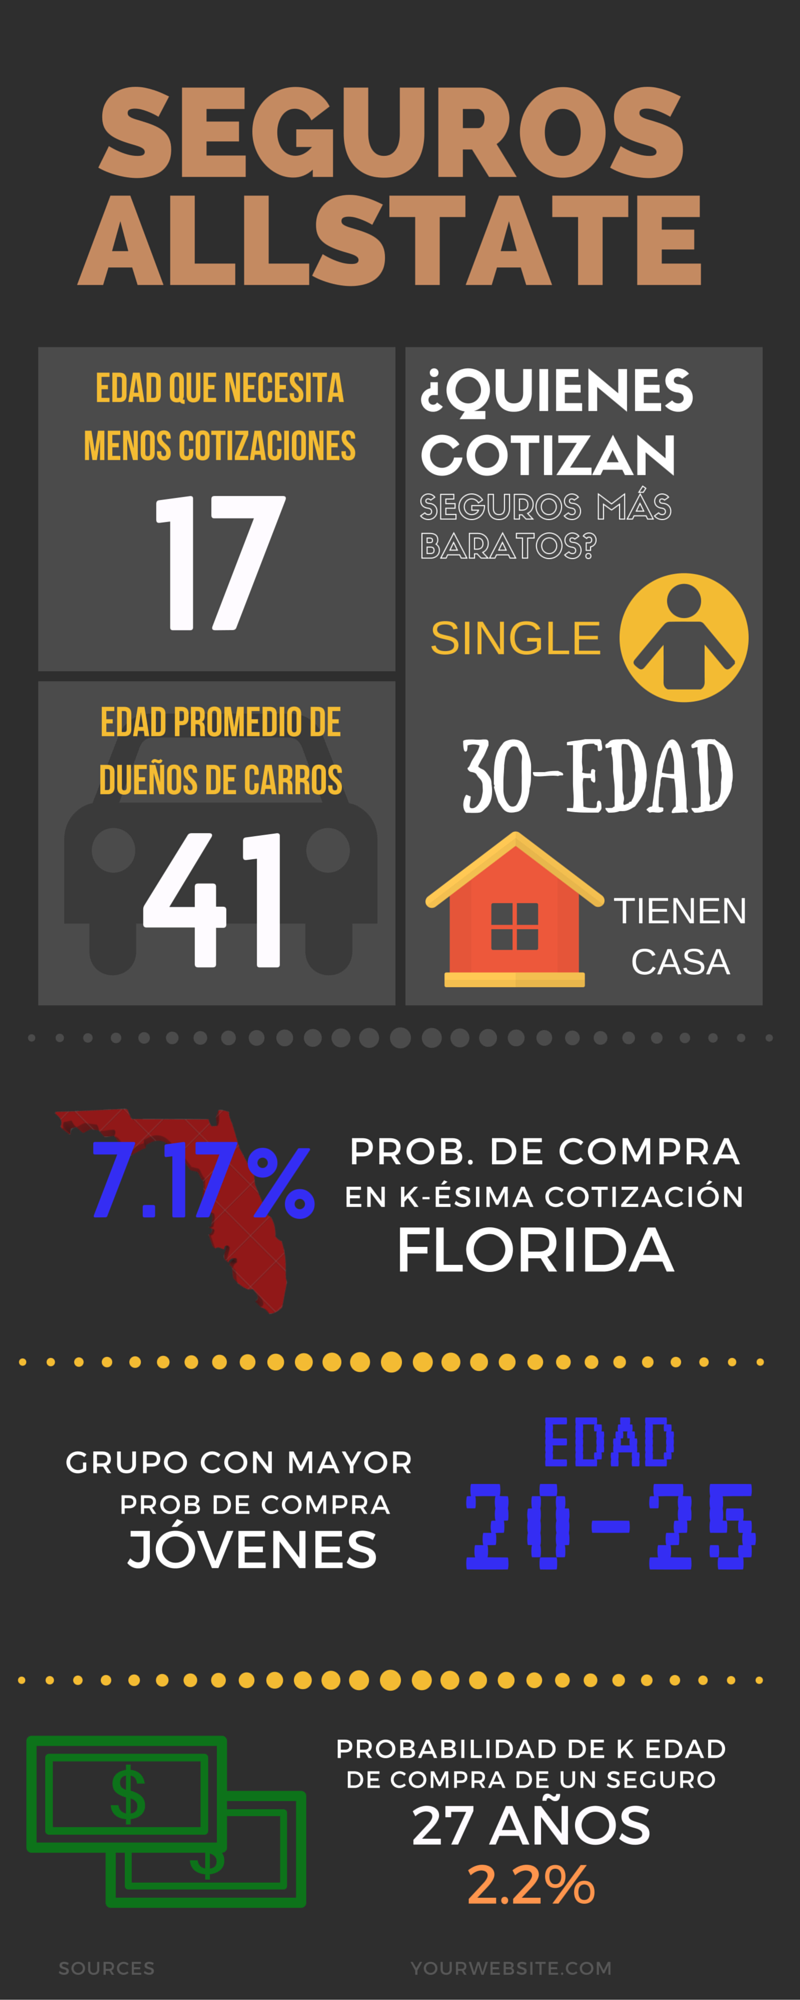 SEGUROS
ALLSTATE
EDAD QUE NECESITA
MENOS COTIZACIONES
17
EDAD PROMEDIO DE
DUEÑOS DE CARROS
41
¿QUIENES
COTIZAN
SEGUROS MÁS
BARATOS?
SINGLE
30-EDAD
TIENEN
CASA
7.17%
PROB. DE COMPRA
EN K-ÉSIMA COTIZACIÓN
FLORIDA
GRUPO CON MAYOR
PROB DE COMPRA
JÓVENES
EDAD
20-25
$
$
PROBABILIDAD DE K EDAD
DE COMPRA DE UN SEGURO
27 AÑOS
2.2%
SOURCES
YOURWEBSITE.COM